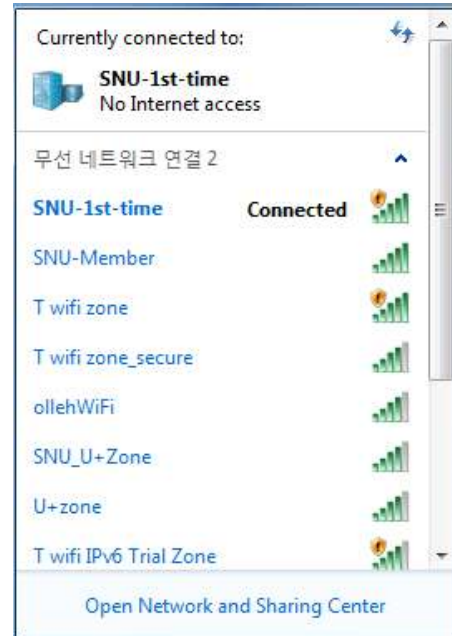 Currently connected to:
SNU-1st-time
No Internet access
무선 네트워크 연결 2
SNU-1st-time Connected
SNU-Member
T wifi zone
T wifi zone_secure
ollehWiFi
SNU_U+Zone
U+zone
T wifi IPv6 Trial Zone
Open Network and Sharing Center